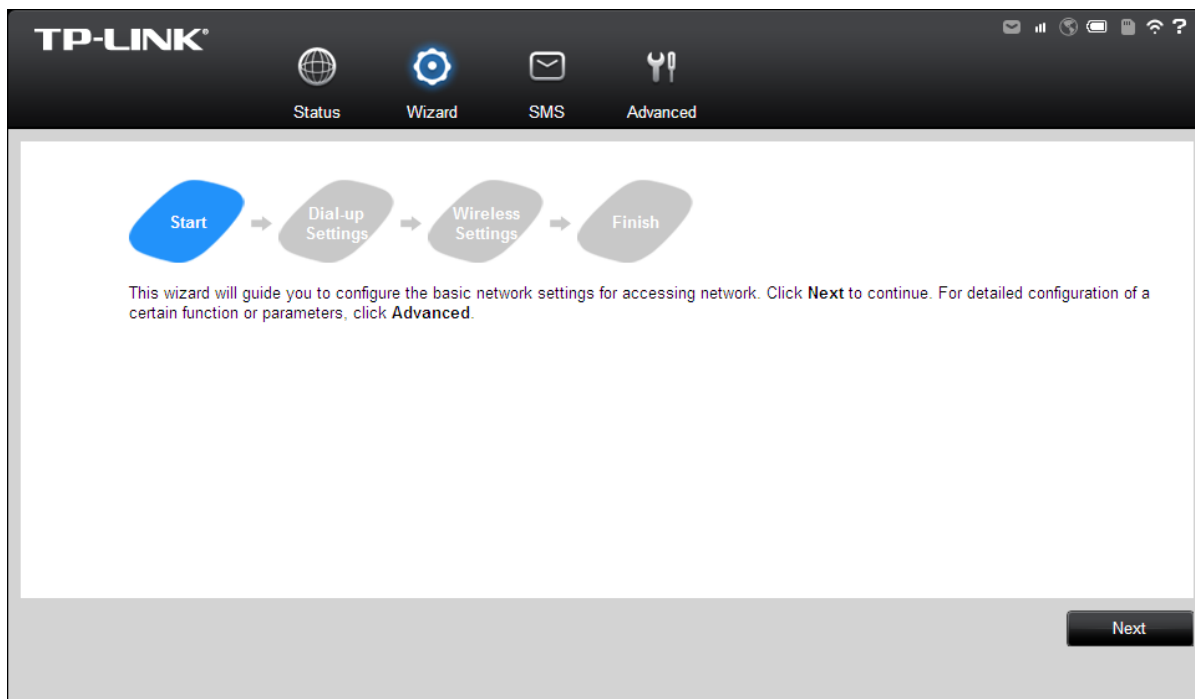 TP-LINK®
?
Status
Wizard
SMS
Advanced
Start
Dial-up
Settings
Wireless
Settings
Finish
This wizard will guide you to configure the basic network settings for accessing network. Click Next to continue. For detailed configuration of a
certain function or parameters, click Advanced.
Next